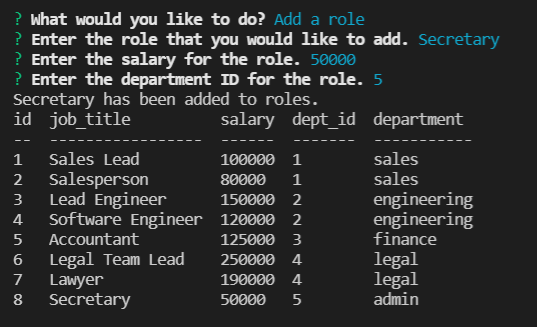 ? What would you like to do? Add a role
? Enter the role that you would like to add. Secretary
? Enter the salary for the role. 50000
? Enter the department ID for the role. 5
Secretary has been added to roles.
id  job_title          salary  dept_id  department
--  -----------------  ------  -------  -----------
1   Sales Lead         100000  1        sales
2   Salesperson        80000   1        sales
3   Lead Engineer      150000  2        engineering
4   Software Engineer  120000  2        engineering
5   Accountant         125000  3        finance
6   Legal Team Lead    250000  4        legal
7   Lawyer             190000  4        legal
8   Secretary          50000   5        admin